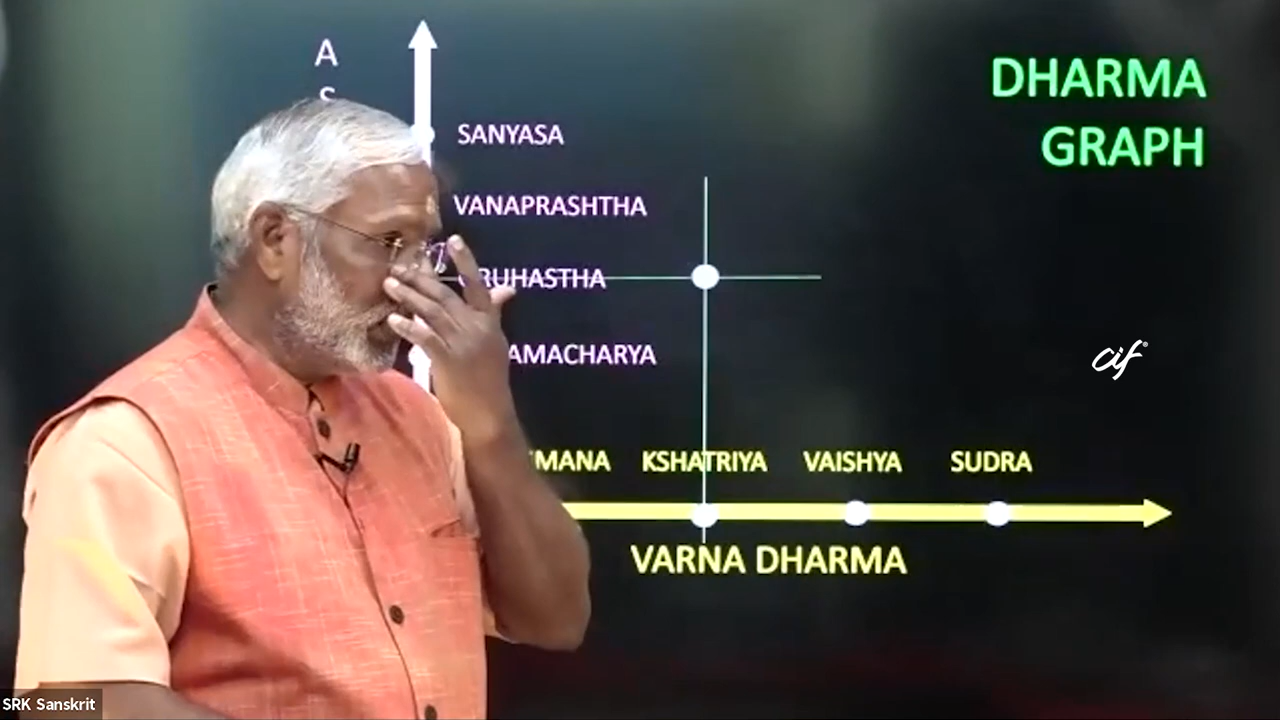 A
S
DHARMA
GRAPH
SANYASA
VANAPRASHTHA
RUHASTHA
AMACHARYA
cif
MANA KSHATRIYA VAISHYA SUDRA
VARNA DHARMA
SRK Sanskrit